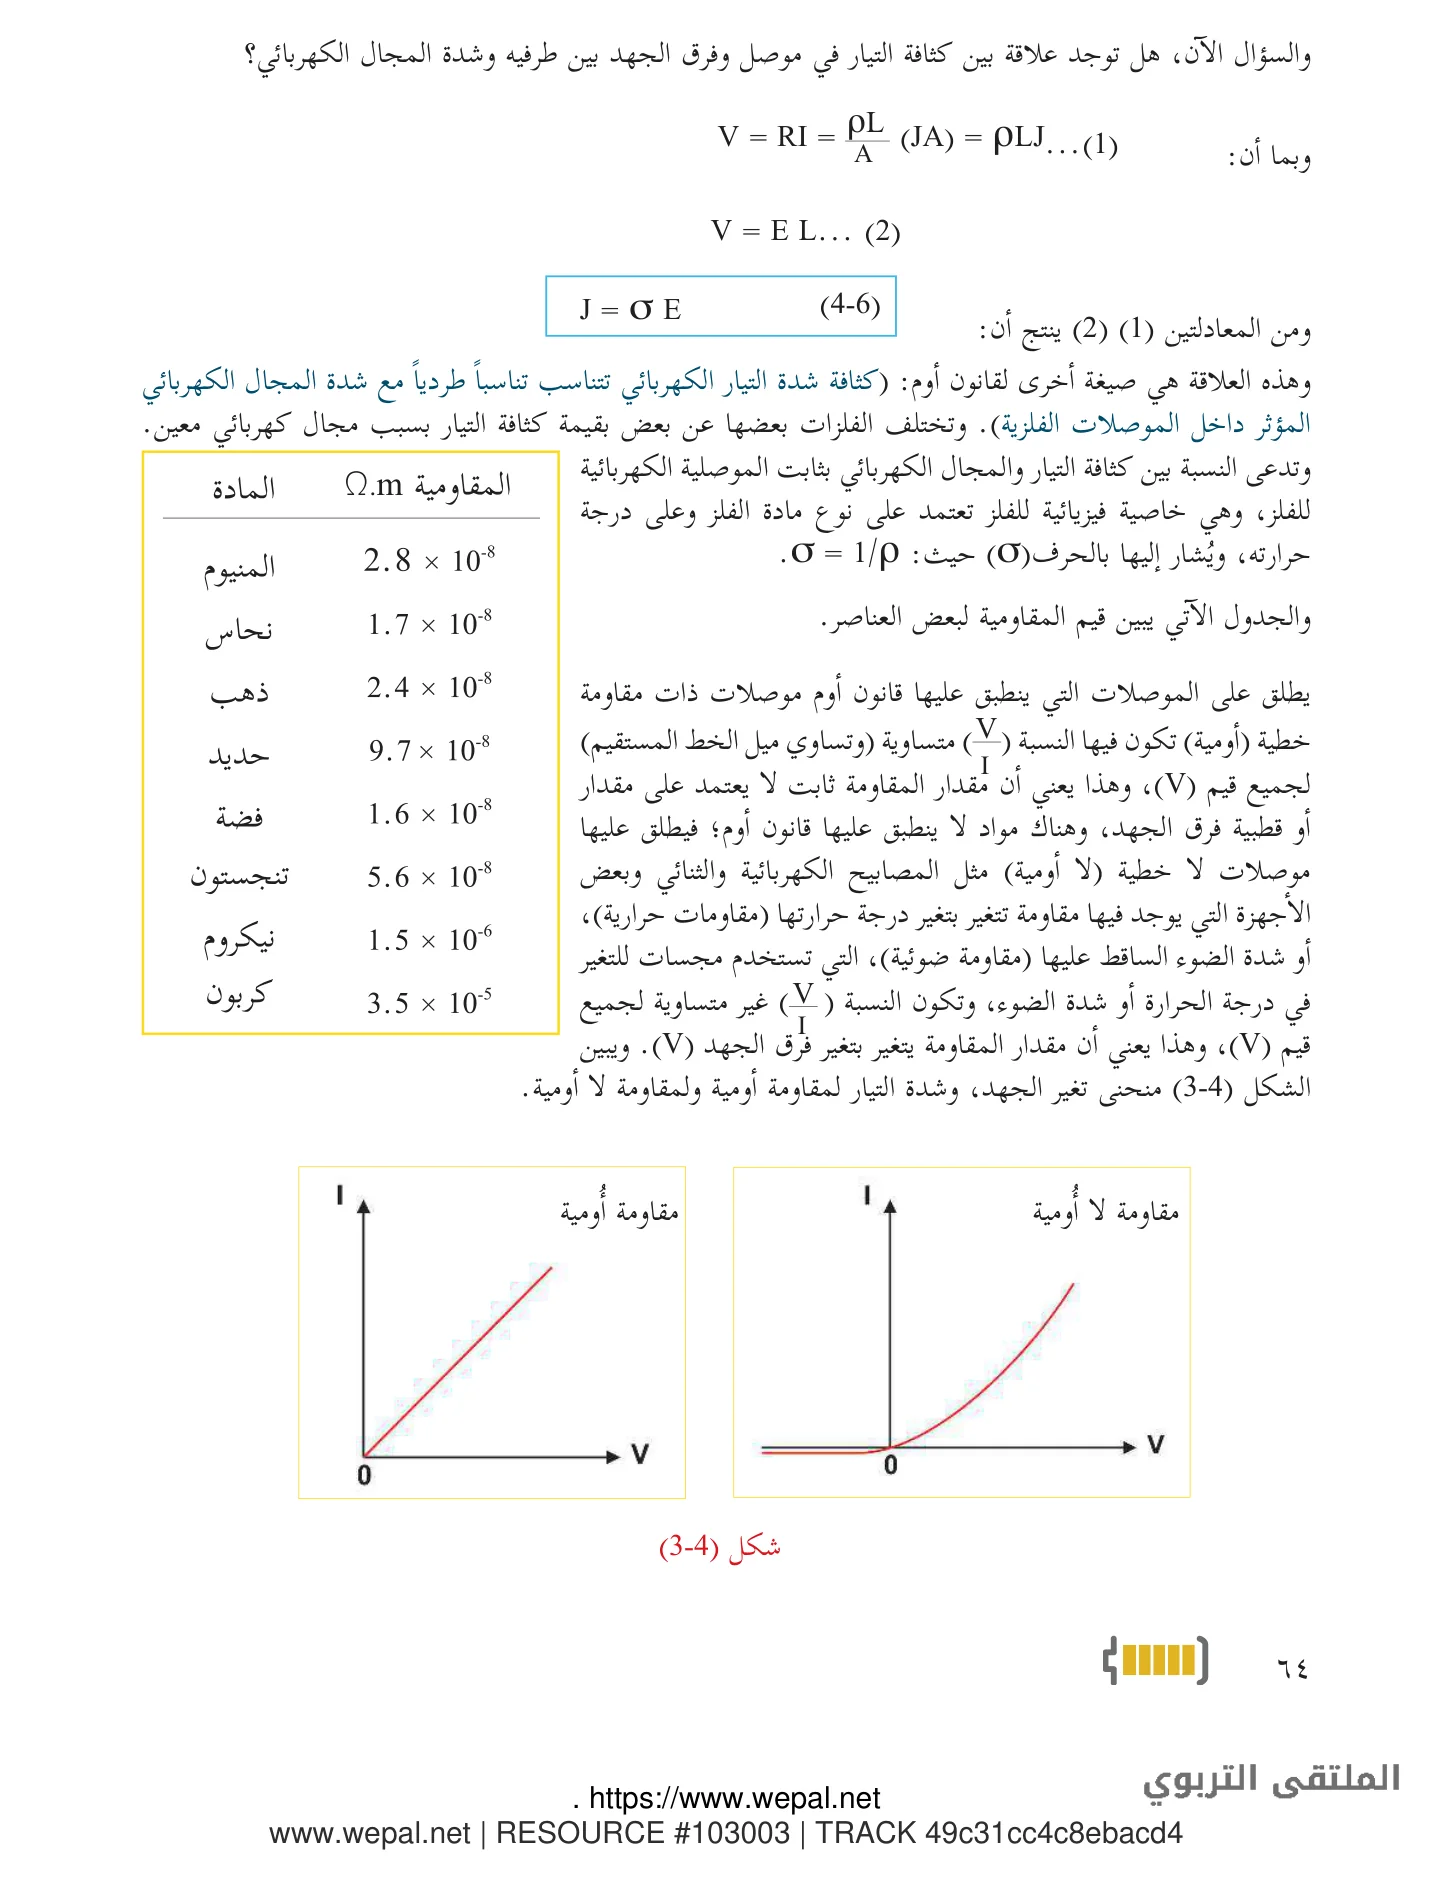 والسؤال الآن، هل توجد علاقة بين كثافة التيار في موصل وفرق الجهد بين طرفيه وشدة المجال الكهربائي؟
وبما أن: V = RI = ρL/A (JA) = ρLJ...(1)
V = E L... (2)
ومن المعادلتين (1) (2) ينتج أن: J = σ E (4-6)
وهذه العلاقة هي صيغة أخرى لقانون أوم: (كثافة شدة التيار الكهربائي تتناسب تناسباً طردياً مع شدة المجال الكهربائي
المؤثر داخل الموصلات الفلزية). وتختلف الفلزات بعضها عن بعض بقيمة كثافة التيار بسبب مجال كهربائي معين.
وتدعى النسبة بين كثافة التيار والمجال الكهربائي بثابت الموصلية الكهربائية
للفلز، وهي خاصية فيزيائية للفلز تعتمد على نوع مادة الفلز وعلى درجة
حرارته، ويُشار إليها بالحرف(σ) حيث: σ = 1/ρ.
والجدول الآتي يبين قيم المقاومية لبعض العناصر.
يطلق على الموصلات التي ينطبق عليها قانون أوم موصلات ذات مقاومة
خطية (أومية) تكون فيها النسبة (V/I) متساوية (وتساوي ميل الخط المستقيم)
لجميع قيم (V)، وهذا يعني أن مقدار المقاومة ثابت لا يعتمد على مقدار
أو قطبية فرق الجهد، وهناك مواد لا ينطبق عليها قانون أوم؛ فيطلق عليها
موصلات لا خطية (لا أومية) مثل المصابيح الكهربائية والثنائي وبعض
الأجهزة التي يوجد فيها مقاومة تتغير بتغير درجة حرارتها (مقاومات حرارية)،
أو شدة الضوء الساقط عليها (مقاومة ضوئية)، التي تستخدم مجسات للتغير
في درجة الحرارة أو شدة الضوء، وتكون النسبة (V/I) غير متساوية لجميع
قيم (V)، وهذا يعني أن مقدار المقاومة يتغير بتغير فرق الجهد (V). ويبين
الشكل (4-3) منحنى تغير الجهد، وشدة التيار لمقاومة أومية ولمقاومة لا أومية.
المقاومية Ω.m المادة
2.8 × 10⁻⁸ المنيوم
1.7 × 10⁻⁸ نحاس
2.4 × 10⁻⁸ ذهب
9.7 × 10⁻⁸ حديد
1.6 × 10⁻⁸ فضة
5.6 × 10⁻⁸ تنجستون
1.5 × 10⁻⁶ نيكروم
3.5 × 10⁻⁵ كربون
مقاومة لا أُومية
I
V
0
مقاومة أُومية
I
V
0
شكل (4-3)
٦٤
الملتقى التربوي
. https://www.wepal.net
www.wepal.net | RESOURCE #103003 | TRACK 49c31cc4c8ebacd4